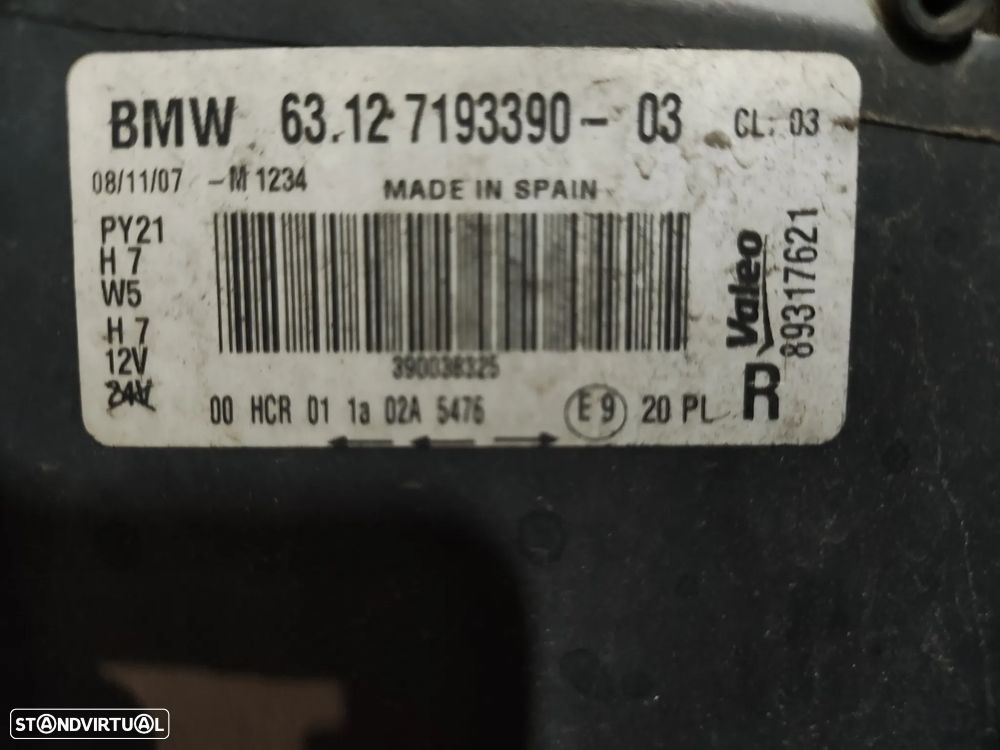 BMW 63.12 7193390- 03 CL: 03
08/11/07 -M 1234 MADE IN SPAIN
PY21
H 7
W5
H 7
12V
24V
390038325
Valeo
89317621
R
00 HCR 01 1a 02A 5476 E9 20 PL
STANDVIRTUAL